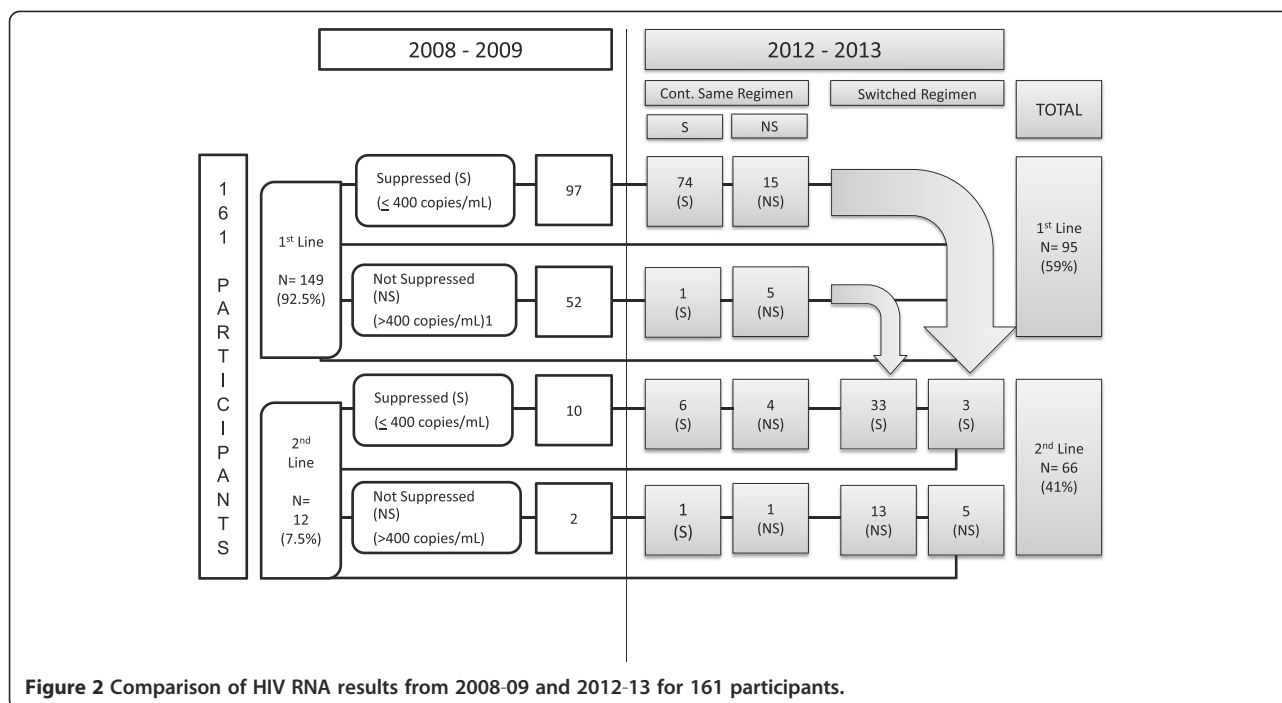 2008 - 2009
2012 - 2013
Cont. Same Regimen
Switched Regimen
TOTAL
S
NS
161 PARTICIPANTS
1st Line
N= 149
(92.5%)
Suppressed (S)
(≤ 400 copies/mL)
97
74
(S)
15
(NS)
1st Line
N= 95
(59%)
Not Suppressed
(NS)
(>400 copies/mL)1
52
1
(S)
5
(NS)
2nd
Line
N=
12
(7.5%)
Suppressed (S)
(≤ 400 copies/mL)
10
6
(S)
4
(NS)
33
(S)
3
(S)
2nd Line
N= 66
(41%)
Not Suppressed
(NS)
(>400 copies/mL)
2
1
(S)
1
(NS)
13
(NS)
5
(NS)
Figure 2 Comparison of HIV RNA results from 2008-09 and 2012-13 for 161 participants.